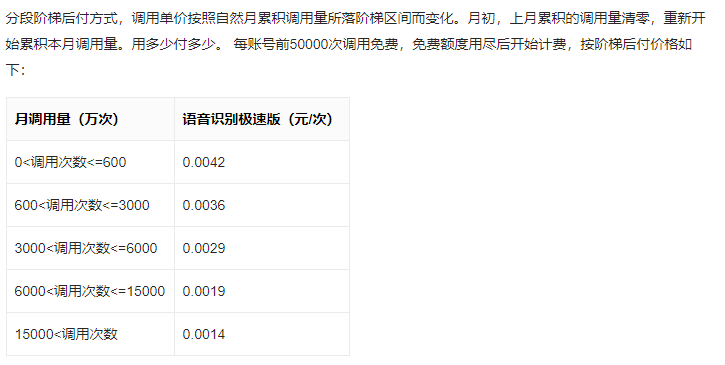 分段阶梯后付方式，调用单价按照自然月累积调用量所落阶梯区间而变化。月初，上月累积的调用量清零，重新开
始累积本月调用量。用多少付多少。 每账号前50000次调用免费，免费额度用尽后开始计费，按阶梯后付价格如
下：
月调用量（万次） 语音识别极速版（元/次）
0<调用次数<=600 0.0042
600<调用次数<=3000 0.0036
3000<调用次数<=6000 0.0029
6000<调用次数<=15000 0.0019
15000<调用次数 0.0014